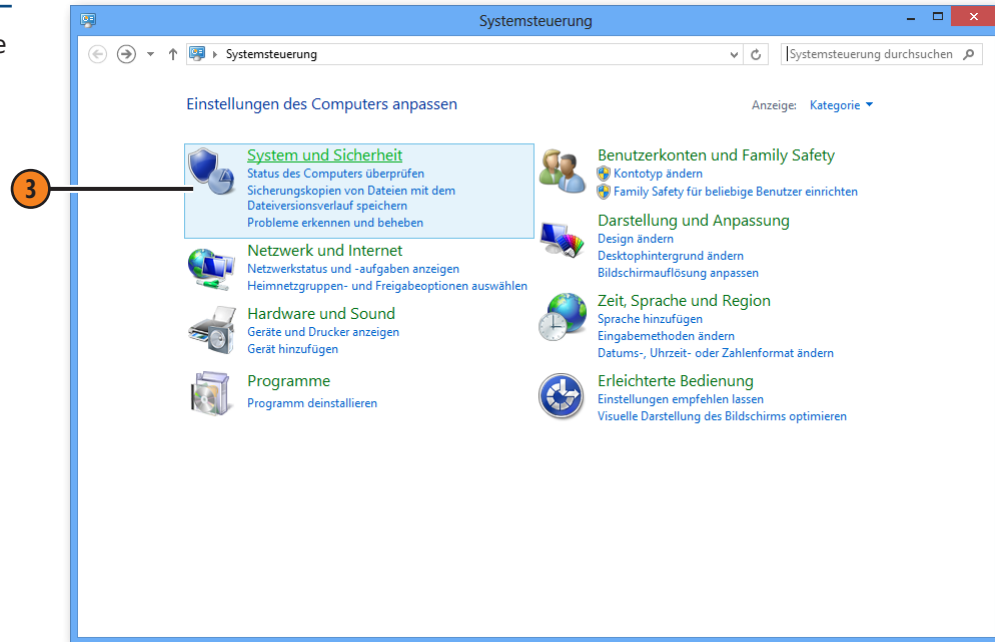 e
Systemsteuerung
Systemsteuerung
Systemsteuerung durchsuchen
Einstellungen des Computers anpassen
Anzeige: Kategorie
3
System und Sicherheit
Status des Computers überprüfen
Sicherungskopien von Dateien mit dem
Dateiversionsverlauf speichern
Probleme erkennen und beheben
Netzwerk und Internet
Netzwerkstatus und -aufgaben anzeigen
Heimnetzgruppen- und Freigabeoptionen auswählen
Hardware und Sound
Geräte und Drucker anzeigen
Gerät hinzufügen
Programme
Programm deinstallieren
Benutzerkonten und Family Safety
Kontotyp ändern
Family Safety für beliebige Benutzer einrichten
Darstellung und Anpassung
Design ändern
Desktophintergrund ändern
Bildschirmauflösung anpassen
Zeit, Sprache und Region
Sprache hinzufügen
Eingabemethoden ändern
Datums-, Uhrzeit- oder Zahlenformat ändern
Erleichterte Bedienung
Einstellungen empfehlen lassen
Visuelle Darstellung des Bildschirms optimieren